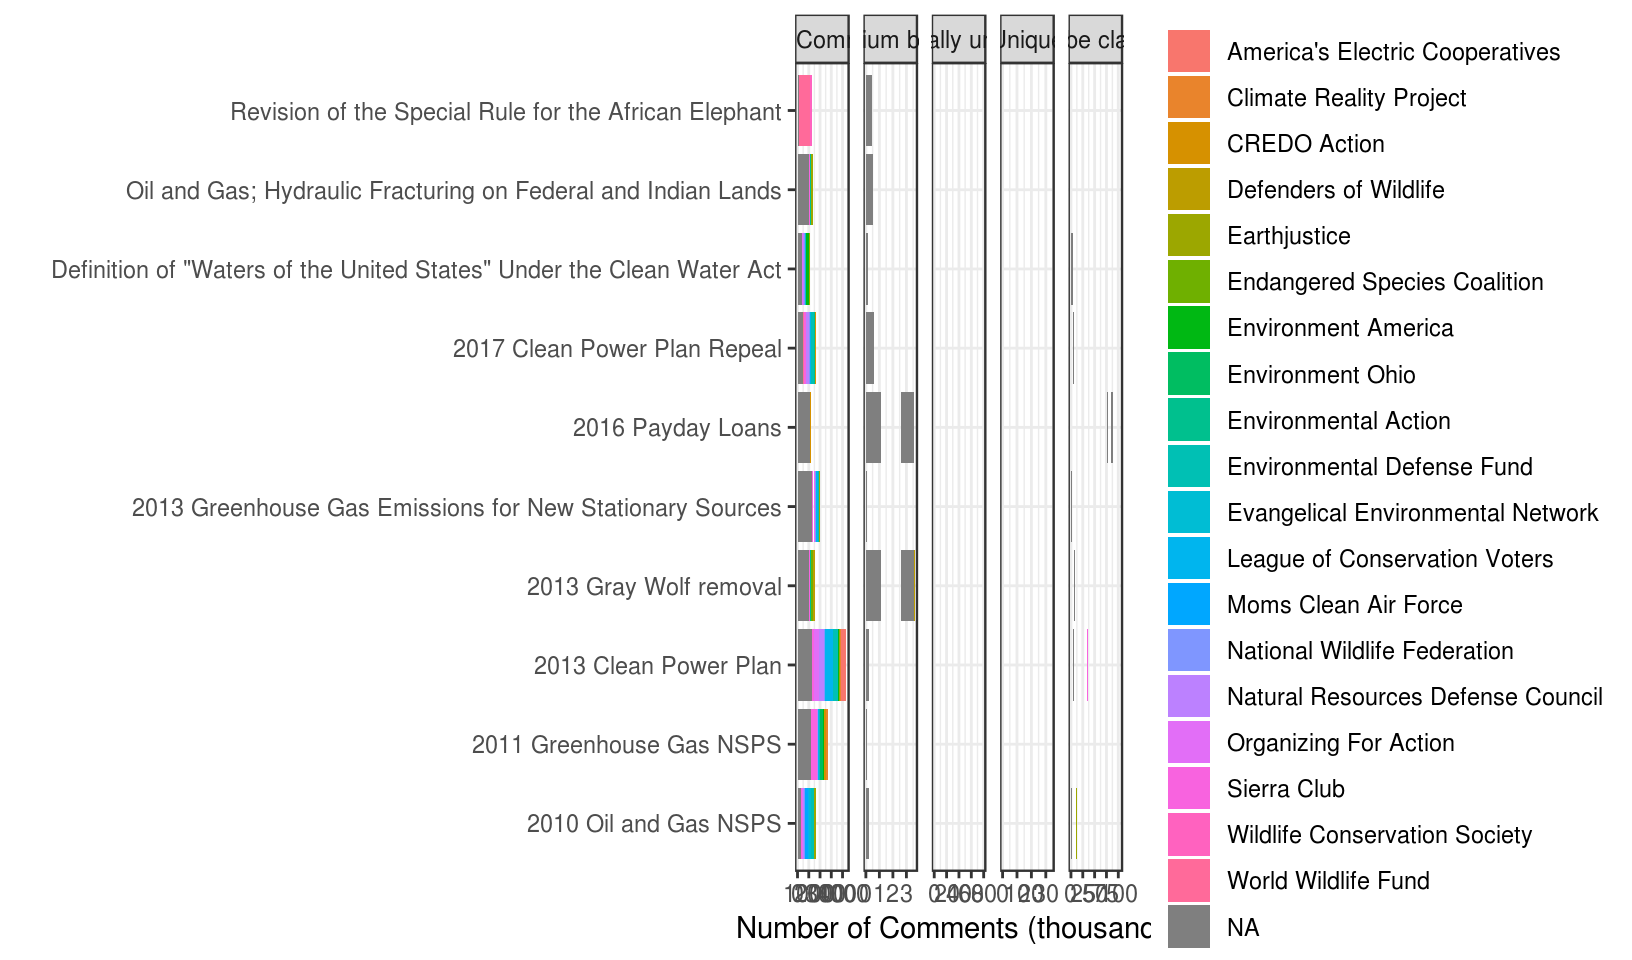 Revision of the Special Rule for the African Elephant
Oil and Gas; Hydraulic Fracturing on Federal and Indian Lands
Definition of "Waters of the United States" Under the Clean Water Act
2017 Clean Power Plan Repeal
2016 Payday Loans
2013 Greenhouse Gas Emissions for New Stationary Sources
2013 Gray Wolf removal
2013 Clean Power Plan
2011 Greenhouse Gas NSPS
2010 Oil and Gas NSPS
Number of Comments
America's Electric Cooperatives
Climate Reality Project
CREDO Action
Defenders of Wildlife
Earthjustice
Endangered Species Coalition
Environment America
Environment Ohio
Environmental Action
Environmental Defense Fund
Evangelical Environmental Network
League of Conservation Voters
Moms Clean Air Force
National Wildlife Federation
Natural Resources Defense Council
Organizing For Action
Sierra Club
Wildlife Conservation Society
World Wildlife Fund
NA